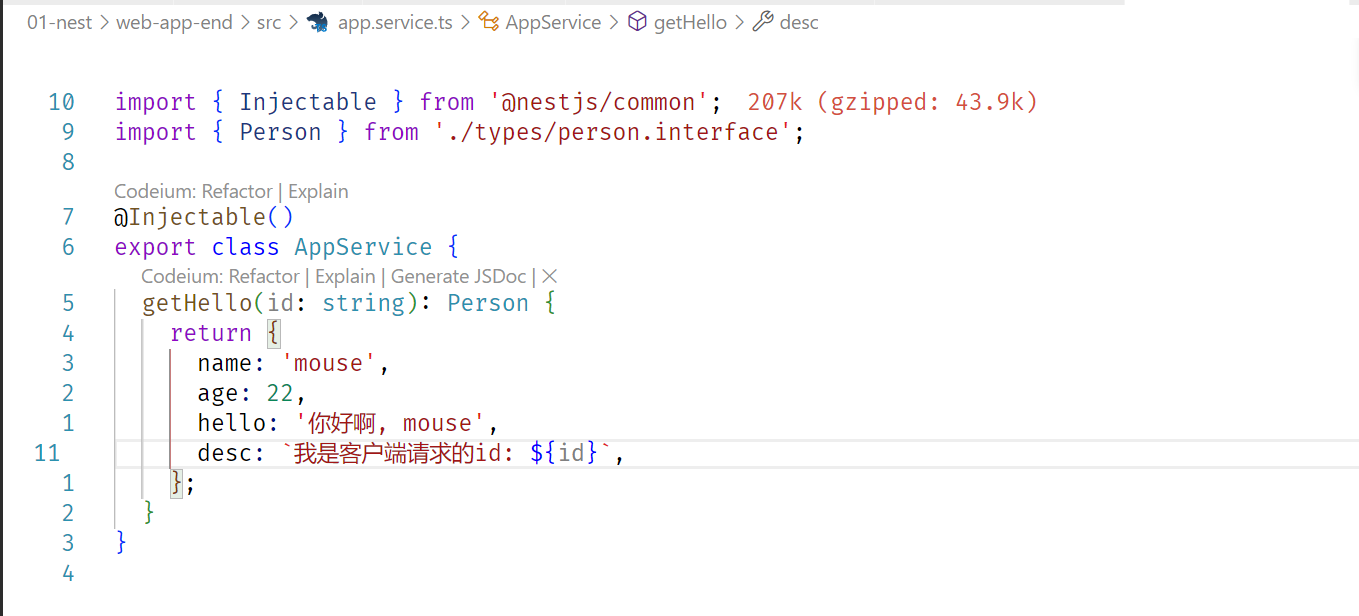 01-nest > web-app-end > src > app.service.ts > AppService > getHello > desc
10 import { Injectable } from '@nestjs/common'; 207k (gzipped: 43.9k)
9 import { Person } from './types/person.interface';
8
Codeium: Refactor | Explain
7 @Injectable()
6 export class AppService {
Codeium: Refactor | Explain | Generate JSDoc | ×
5 getHello(id: string): Person {
4 return {
3 name: 'mouse',
2 age: 22,
1 hello: '你好啊, mouse',
11 desc: `我是客户端请求的id: ${id}`,
1 };
2 }
3 }
4